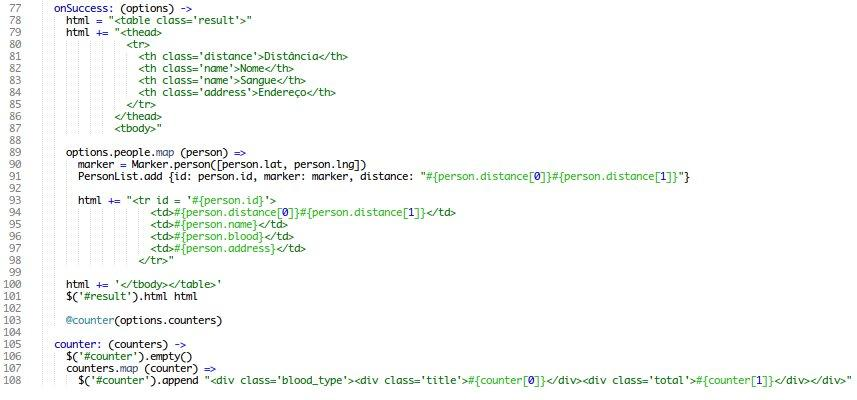 77 onSuccess: (options) ->
78 html = "<table class='result'>"
79 html += "<thead>
80 <tr>
81 <th class='distance'>Distância</th>
82 <th class='name'>Nome</th>
83 <th class='name'>Sangue</th>
84 <th class='address'>Endereço</th>
85 </tr>
86 </thead>
87 <tbody>"
88
89 options.people.map (person) =>
90 marker = Marker.person([person.lat, person.lng])
91 PersonList.add {id: person.id, marker: marker, distance: "#{person.distance[0]}#{person.distance[1]}"}
92
93 html += "<tr id = '#{person.id}'>
94 <td>#{person.distance[0]}#{person.distance[1]}</td>
95 <td>#{person.name}</td>
96 <td>#{person.blood}</td>
97 <td>#{person.address}</td>
98 </tr>"
99
100 html += '</tbody></table>'
101 $('#result').html html
102
103 @counter(options.counters)
104
105 counter: (counters) ->
106 $('#counter').empty()
107 counters.map (counter) =>
108 $('#counter').append "<div class='blood_type'><div class='title'>#{counter[0]}</div><div class='total'>#{counter[1]}</div></div>"